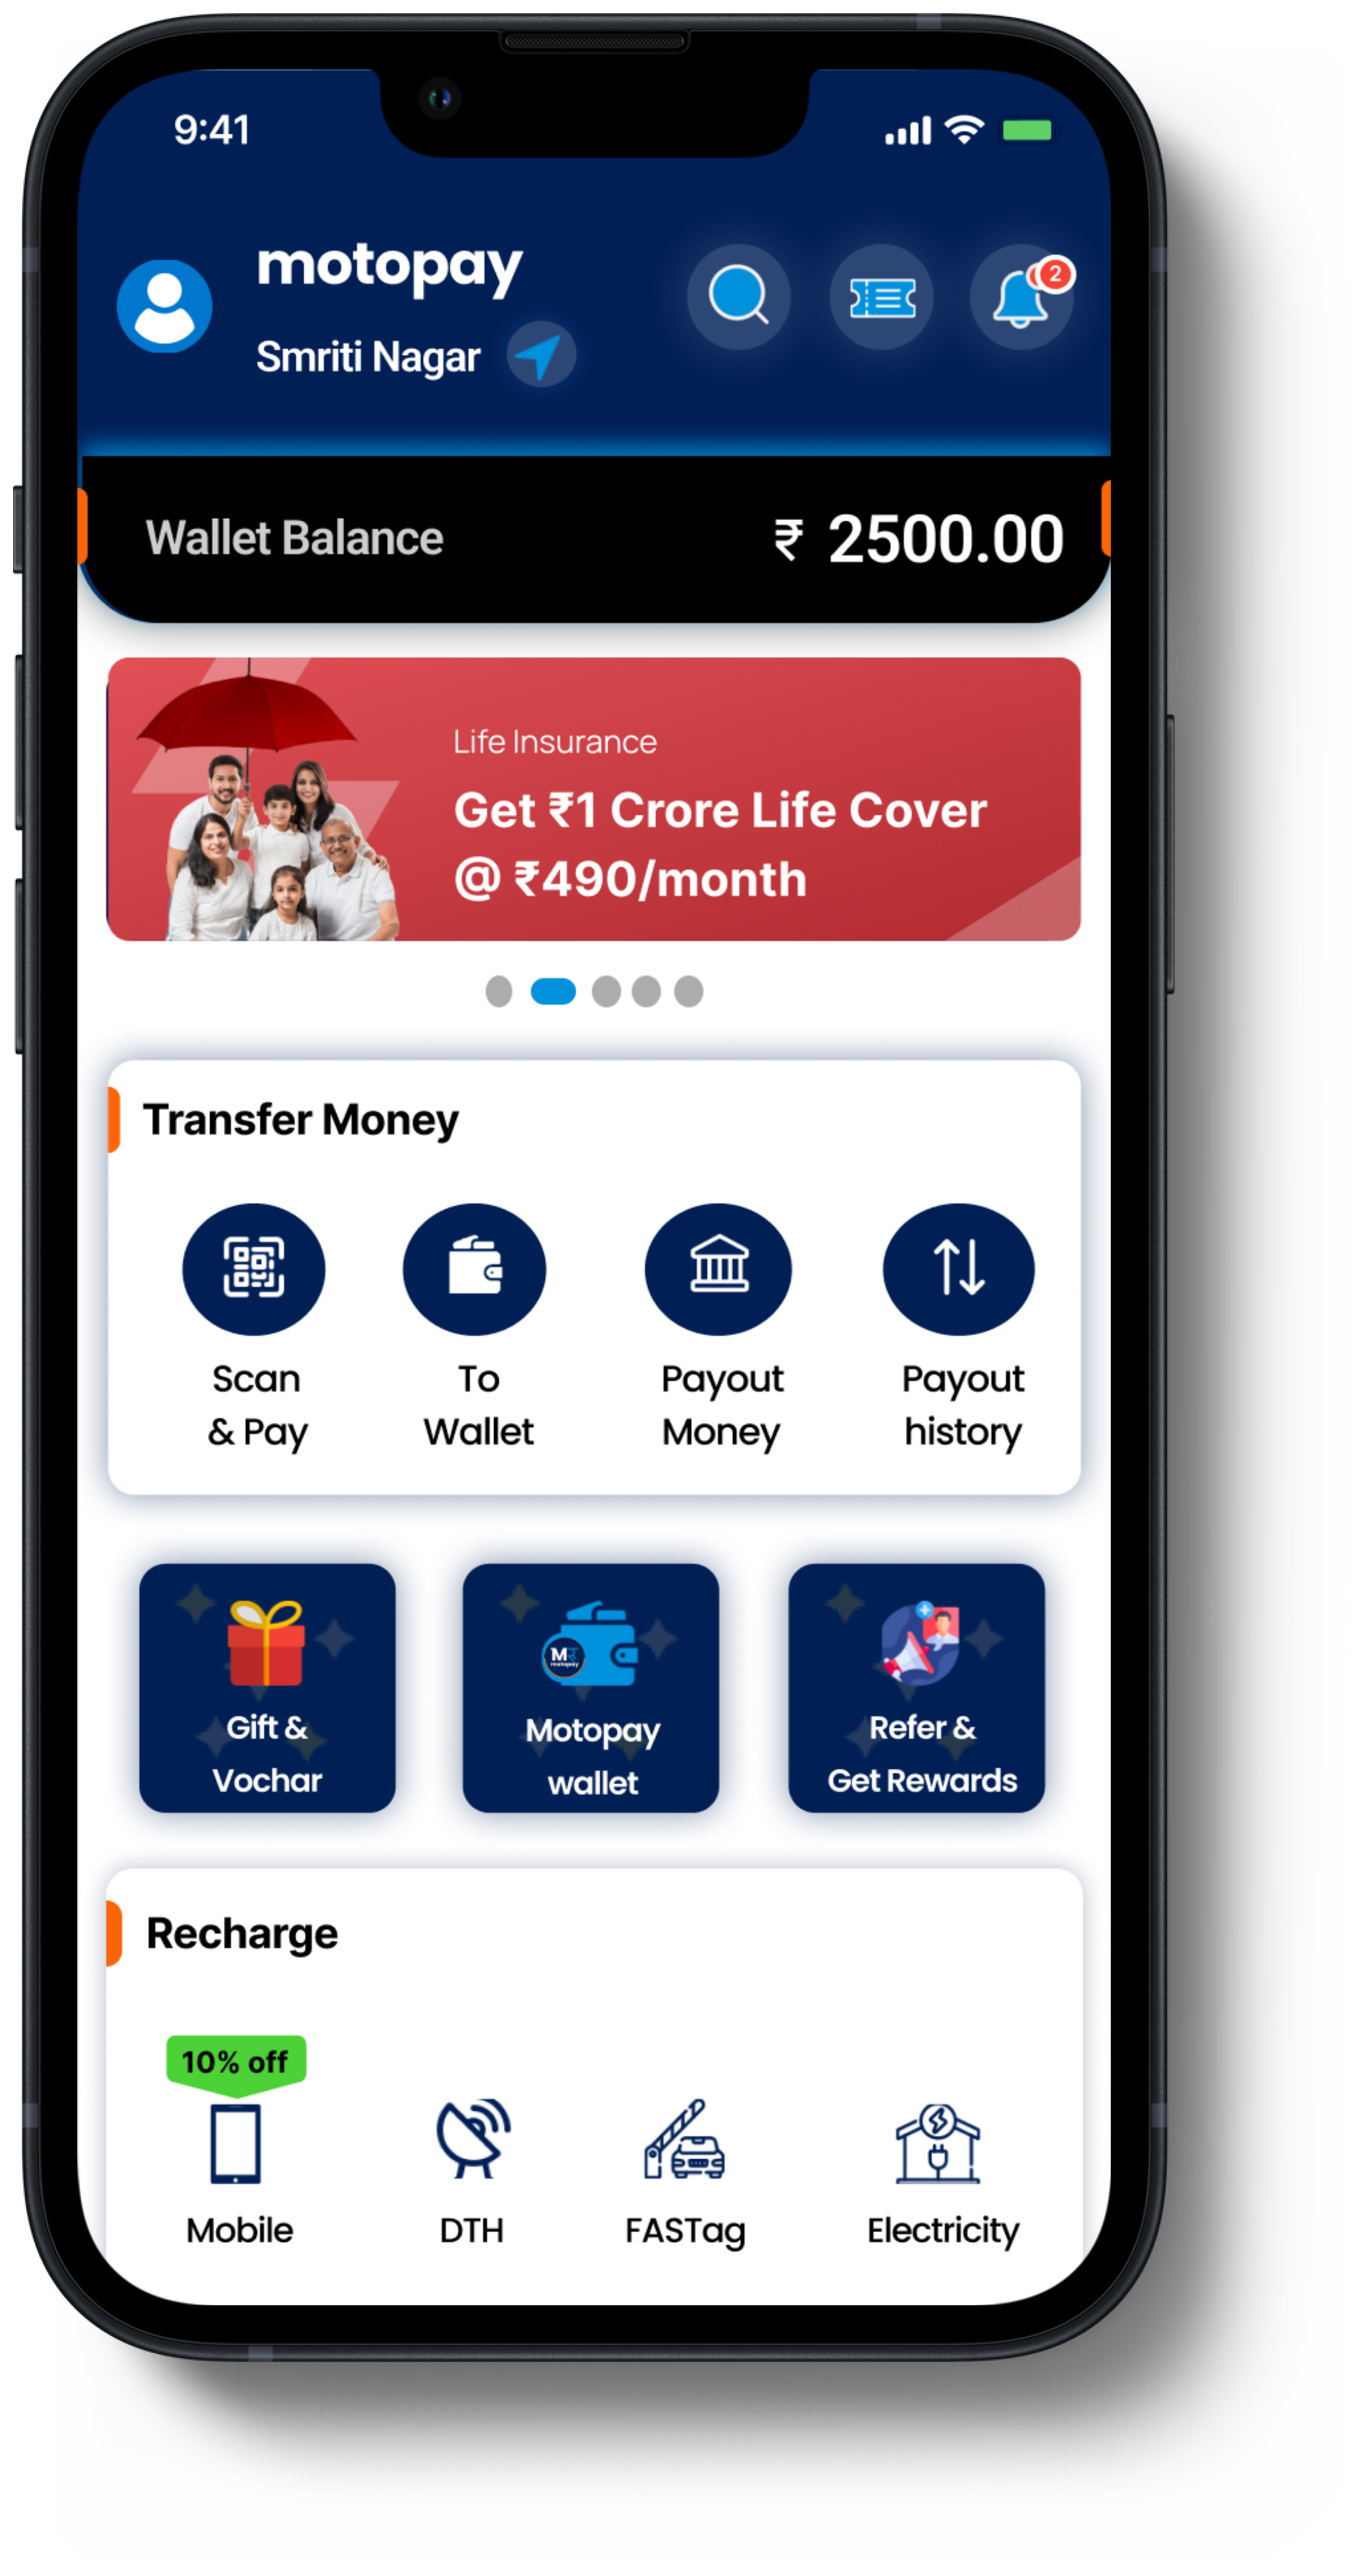 9:41
motopay
2
Smriti Nagar
Wallet Balance
₹ 2500.00
Life Insurance
Get ₹1 Crore Life Cover
@ ₹490/month
Transfer Money
Scan
& Pay
To
Wallet
Payout
Money
Payout
history
Gift &
Vochar
M₹
motopay
Motopay
wallet
Refer &
Get Rewards
Recharge
10% off
Mobile
DTH
FASTag
Electricity